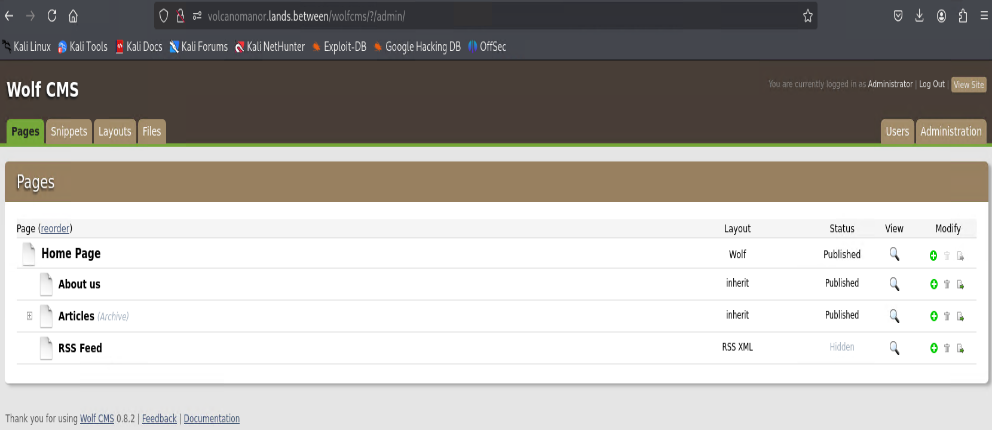 volcanomanor.lands.between/wolfcms/?/admin/
Kali Linux Kali Tools Kali Docs Kali Forums Kali NetHunter Exploit-DB Google Hacking DB OffSec
Wolf CMS
You are currently logged in as Administrator | Log Out | View Site
Pages Snippets Layouts Files Users Administration
Pages
Page (reorder) Layout Status View Modify
Home Page Wolf Published
About us inherit Published
Articles (Archive) inherit Published
RSS Feed RSS XML Hidden
Thank you for using Wolf CMS 0.8.2 | Feedback | Documentation